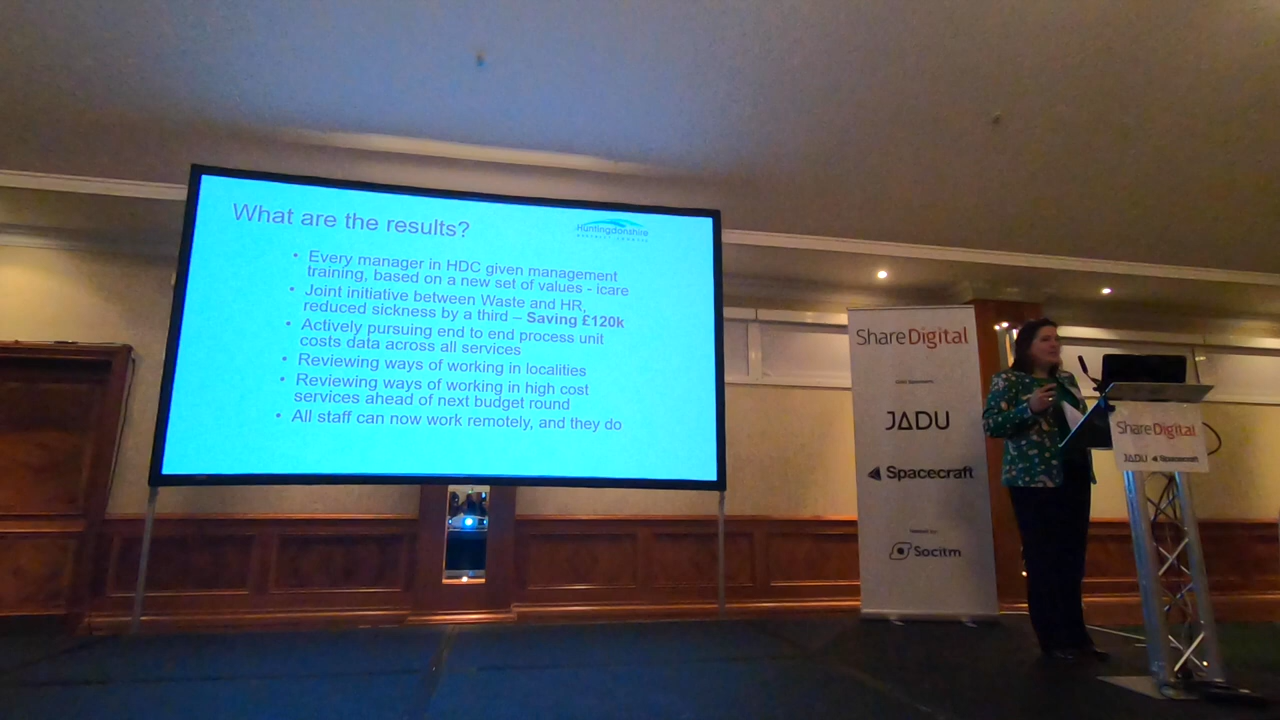 What are the results?
Huntingdonshire
DISTRICT COUNCIL
• Every manager in HDC given management
training, based on a new set of values - icare
• Joint initiative between Waste and HR,
reduced sickness by a third – Saving £120k
• Actively pursuing end to end process unit
costs data across all services
• Reviewing ways of working in localities
• Reviewing ways of working in high cost
services ahead of next budget round
• All staff can now work remotely, and they do
ShareDigital
JADU
Spacecraft
Socitm
ShareDigital
JADU Spacecraft